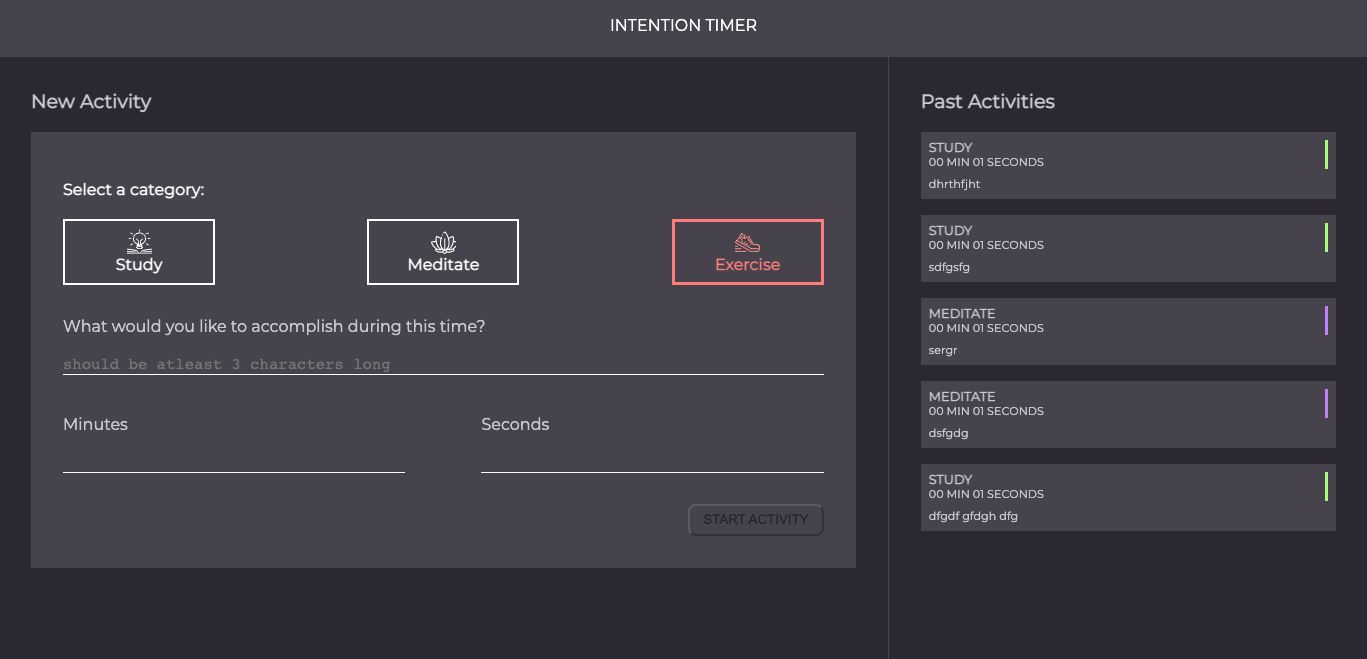 INTENTION TIMER
New Activity
Select a category:
Study
Meditate
Exercise
What would you like to accomplish during this time?
should be atleast 3 characters long
Minutes
Seconds
START ACTIVITY
Past Activities
STUDY
00 MIN 01 SECONDS
dhrthfjht
STUDY
00 MIN 01 SECONDS
sdfgsfg
MEDITATE
00 MIN 01 SECONDS
sergr
MEDITATE
00 MIN 01 SECONDS
dsfgdg
STUDY
00 MIN 01 SECONDS
dfgdf gfdgh dfg